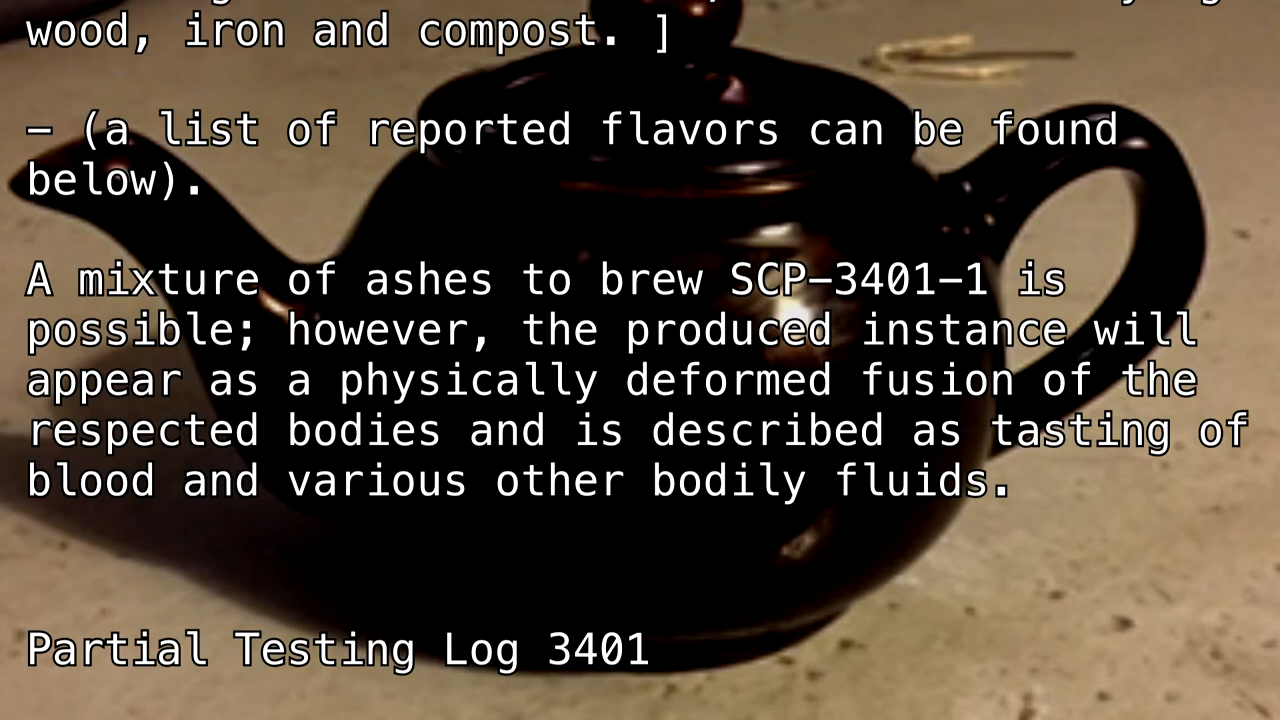 wood, iron and compost. ]
– (a list of reported flavors can be found
below).
A mixture of ashes to brew SCP–3401–1 is
possible; however, the produced instance will
appear as a physically deformed fusion of the
respected bodies and is described as tasting of
blood and various other bodily fluids.
Partial Testing Log 3401